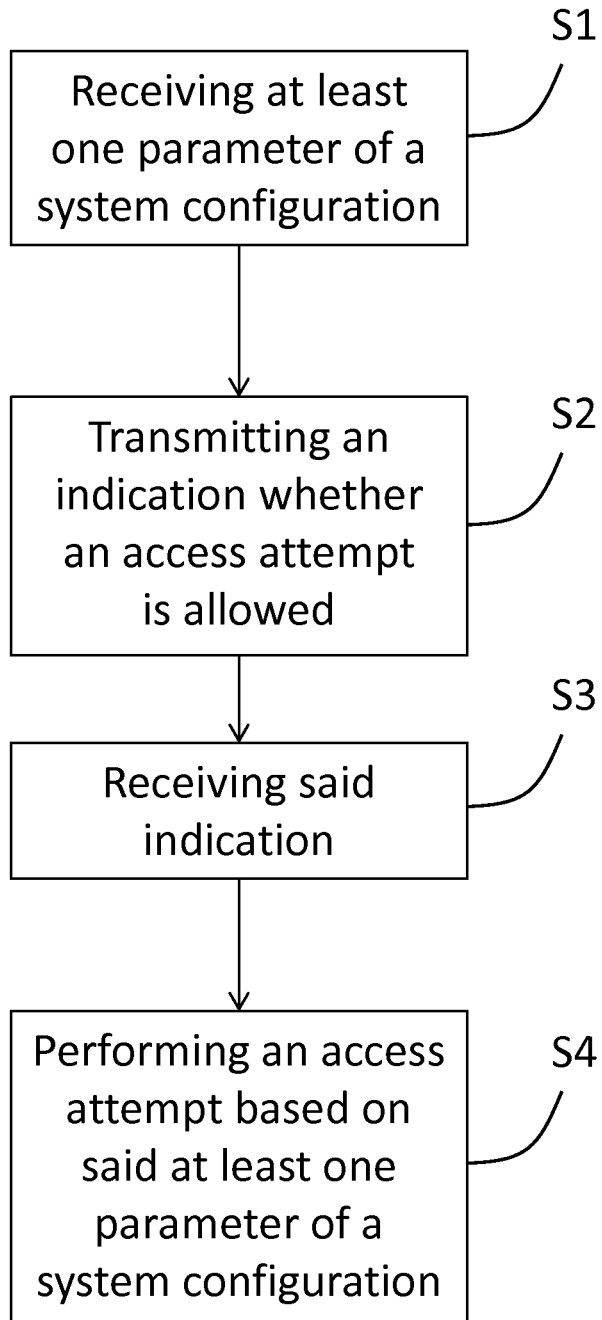 S1
Receiving at least
one parameter of a
system configuration
S2
Transmitting an
indication whether
an access attempt
is allowed
S3
Receiving said
indication
S4
Performing an access
attempt based on
said at least one
parameter of a
system configuration